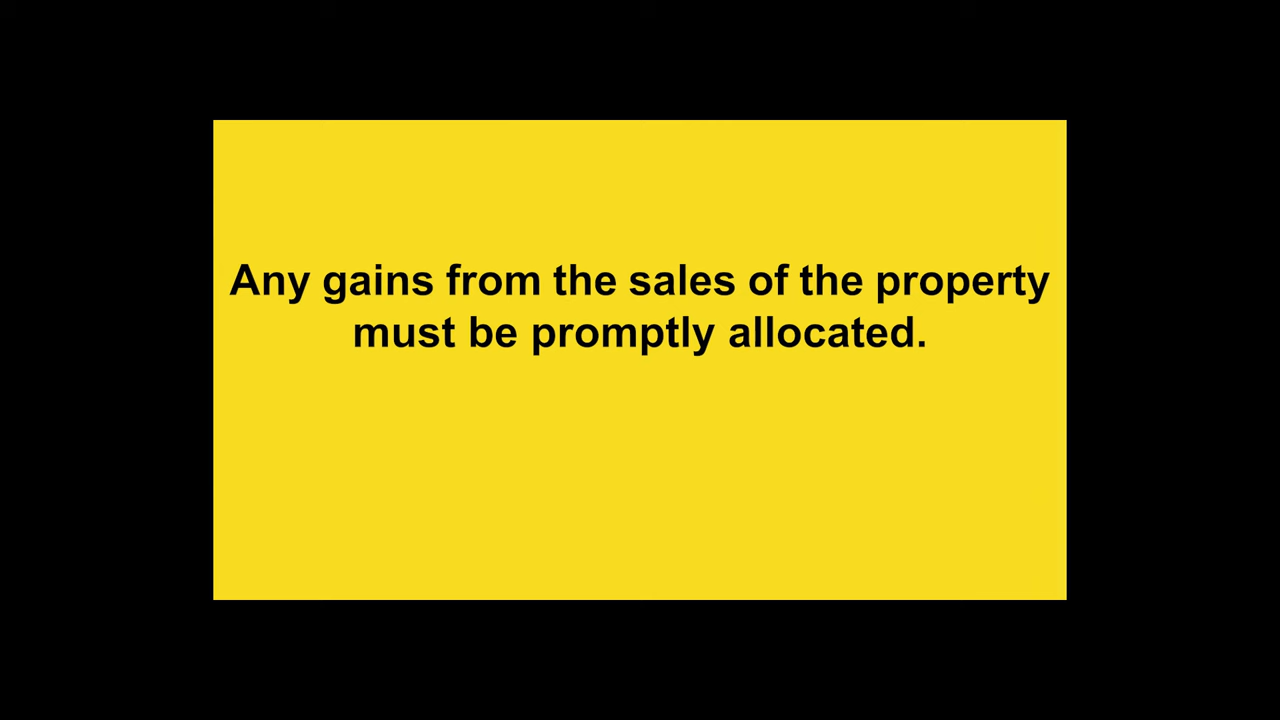 Any gains from the sales of the property
must be promptly allocated.